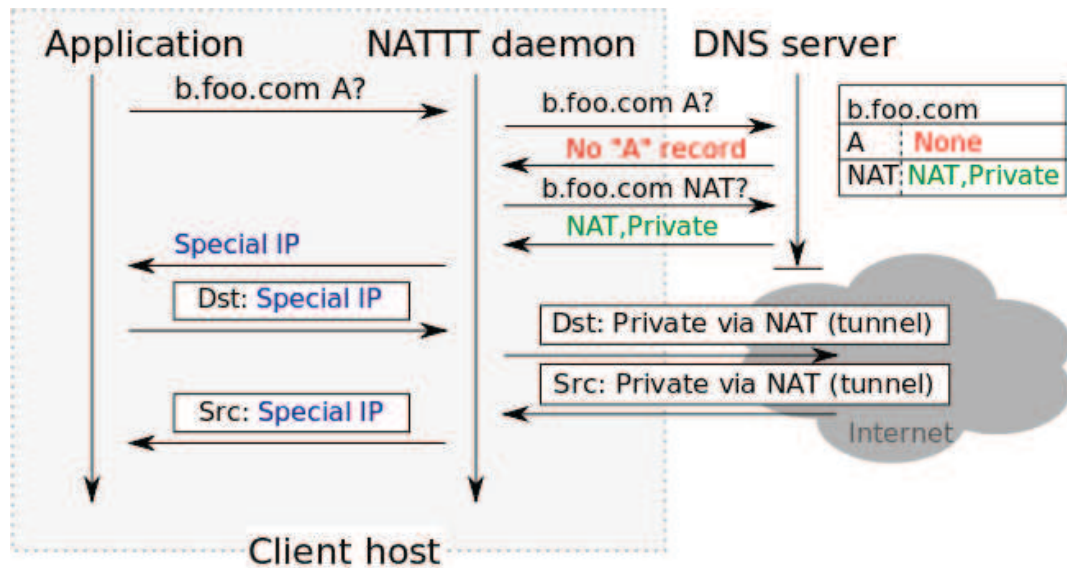 Application
NATTT daemon
DNS server
b.foo.com A?
b.foo.com A?
No "A" record
b.foo.com NAT?
NAT,Private
b.foo.com
A None
NAT NAT,Private
Special IP
Dst: Special IP
Dst: Private via NAT (tunnel)
Src: Private via NAT (tunnel)
Src: Special IP
Internet
Client host